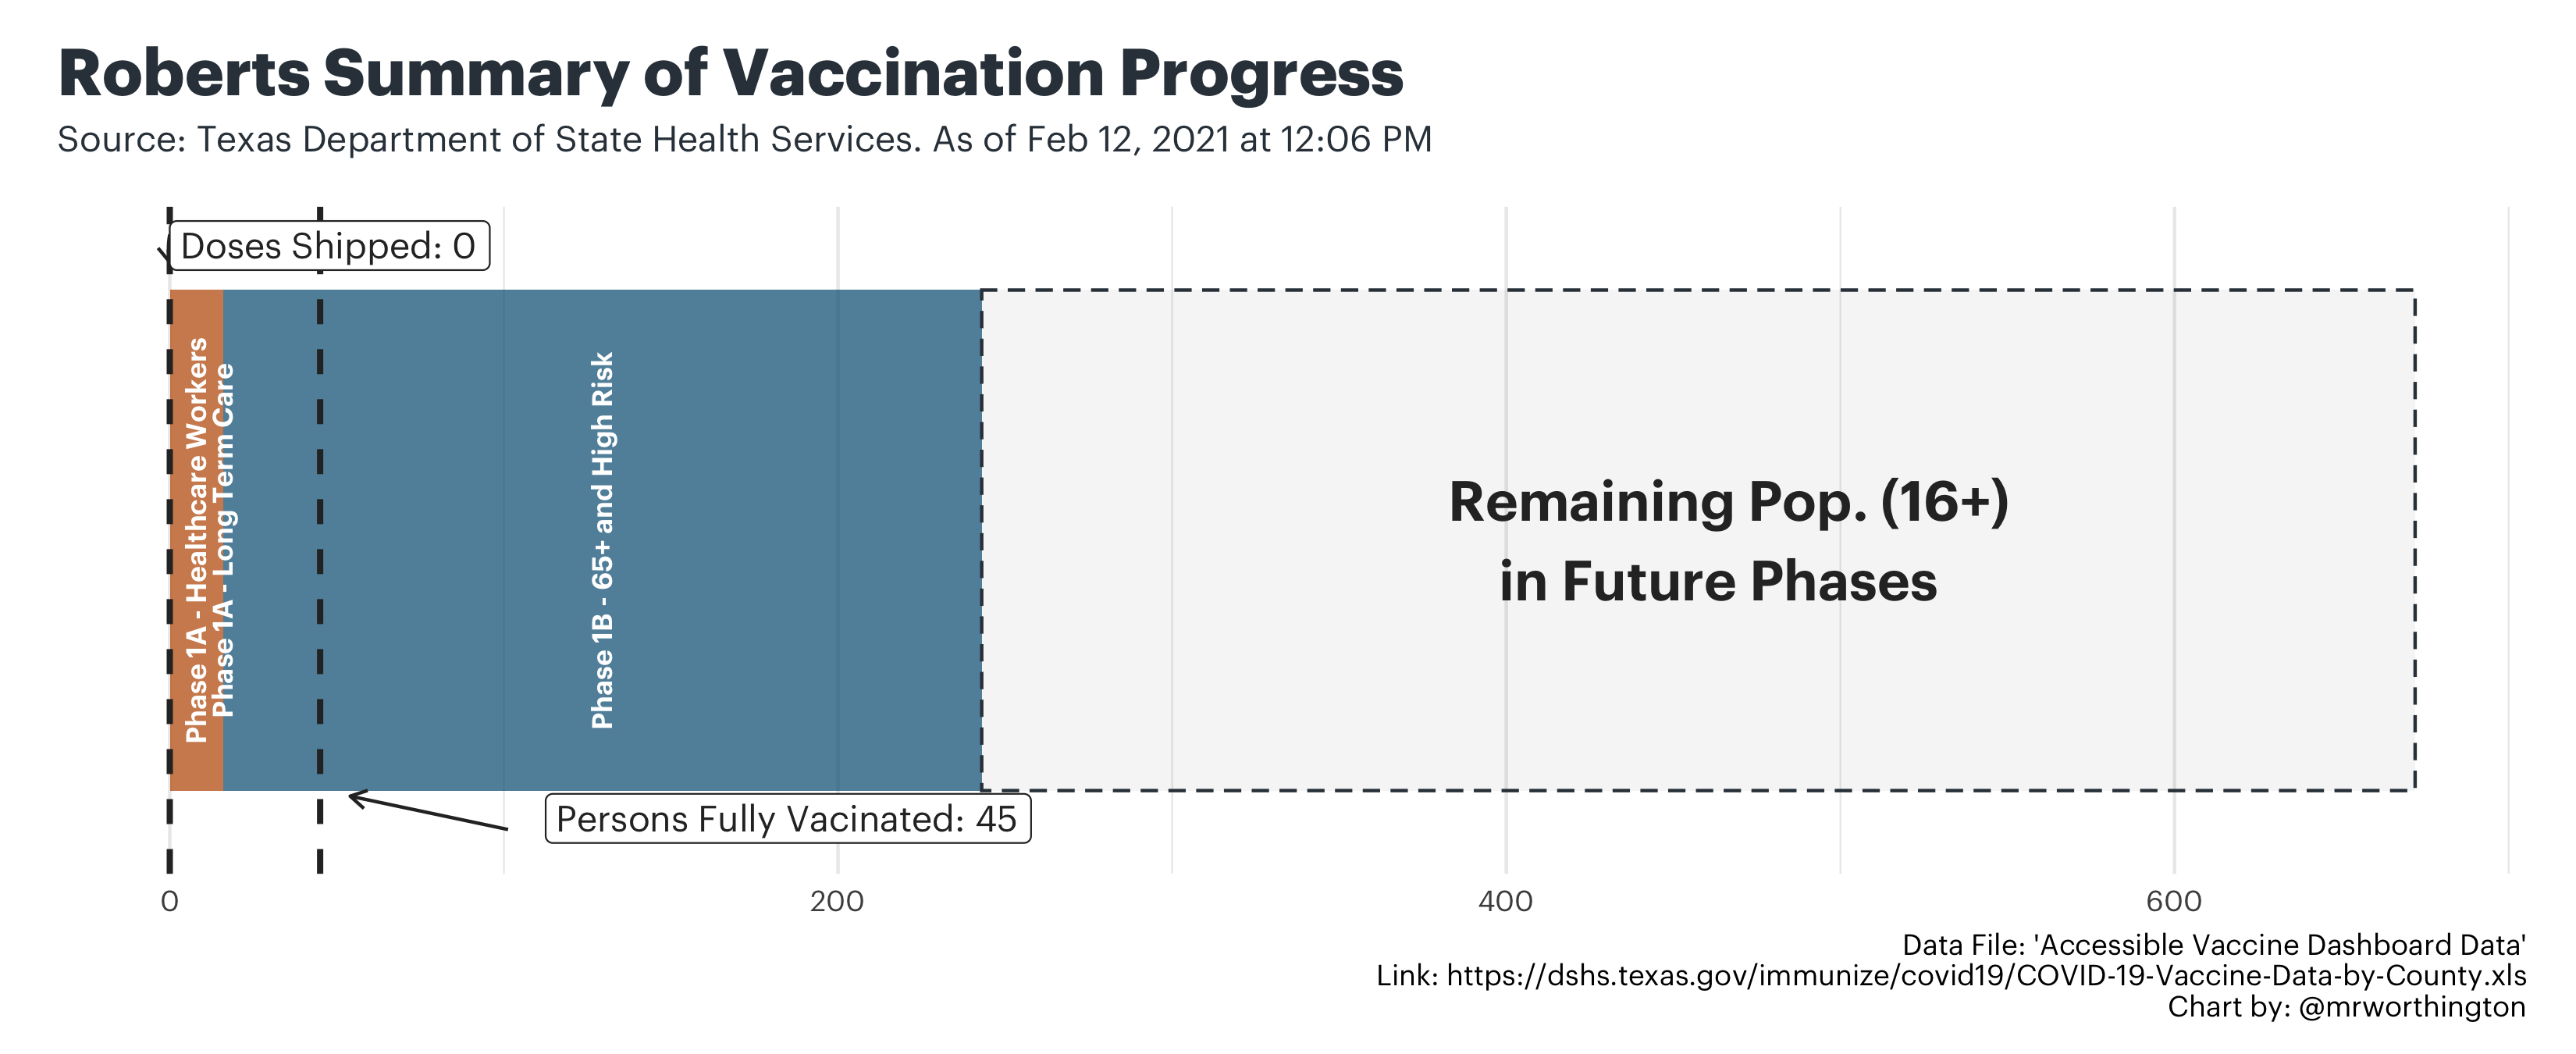 Roberts Summary of Vaccination Progress
Source: Texas Department of State Health Services. As of Feb 12, 2021 at 12:06 PM
Doses Shipped: 0
Phase 1A - Healthcare Workers
Phase 1A - Long Term Care
Phase 1B - 65+ and High Risk
Remaining Pop. (16+)
in Future Phases
Persons Fully Vacinated: 45
0
200
400
600
Data File: 'Accessible Vaccine Dashboard Data'
Link: https://dshs.texas.gov/immunize/covid19/COVID-19-Vaccine-Data-by-County.xls
Chart by: @mrworthington